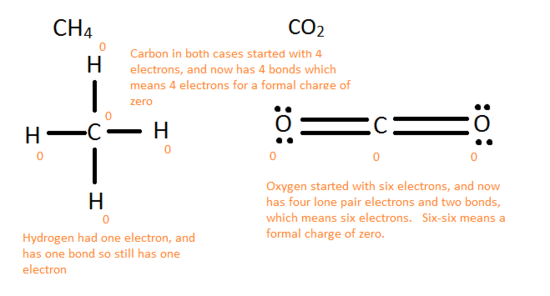 CH4
CO2
0
H
Carbon in both cases started with 4
electrons, and now has 4 bonds which
means 4 electrons for a formal charge of
zero
0
H C H
0
0
O C O
0
0
0
H
0
Oxygen started with six electrons, and now
has four lone pair electrons and two bonds,
which means six electrons. Six-six means a
formal charge of zero.
Hydrogen had one electron, and
has one bond so still has one
electron